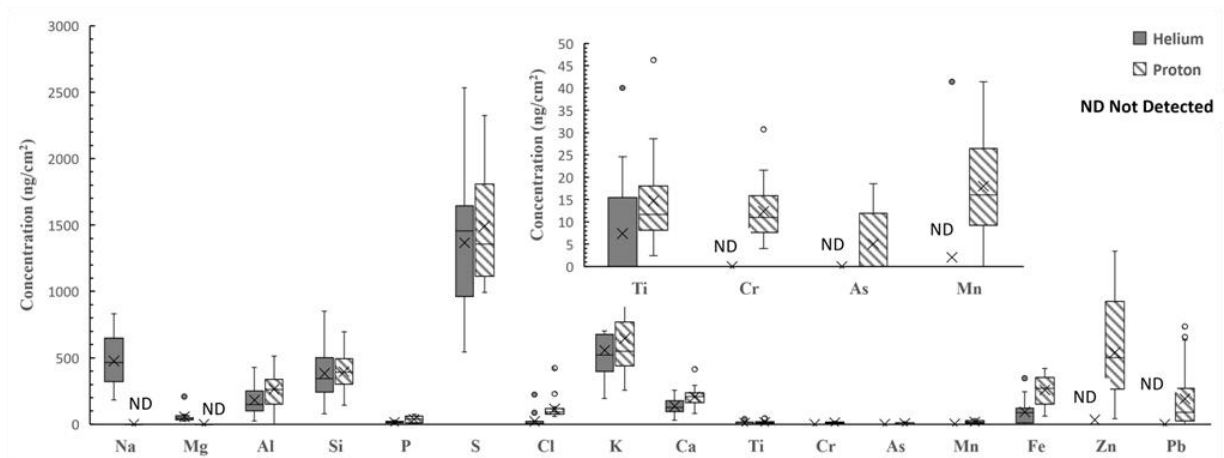 3000
2500
2000
1500
1000
500
0
Concentration (ng/cm²)
Na Mg Al Si P S Cl K Ca Ti Cr As Mn Fe Zn Pb
ND
ND
ND
ND
50
45
40
35
30
25
20
15
10
5
0
Concentration (ng/cm²)
Ti Cr As Mn
ND
ND
ND
Helium
Proton
ND Not Detected